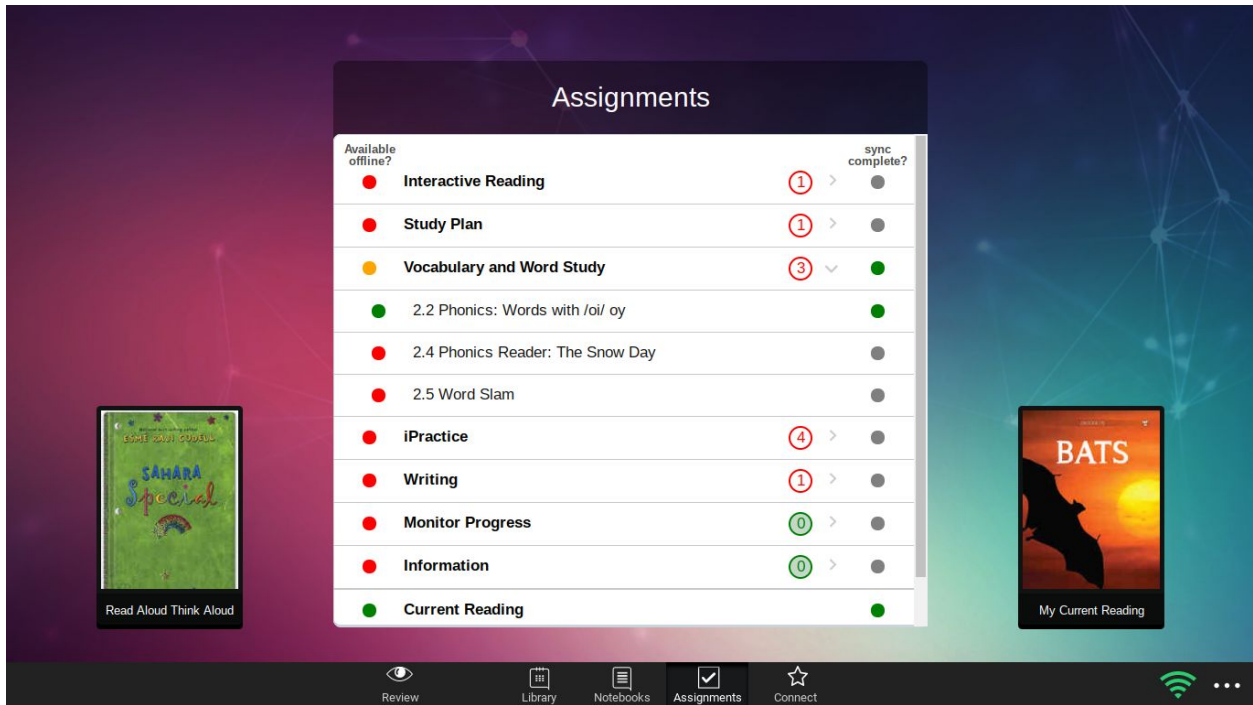 Assignments
Available
offline?
sync
complete?
Interactive Reading 1
Study Plan 1
Vocabulary and Word Study 3
2.2 Phonics: Words with /oi/ oy
2.4 Phonics Reader: The Snow Day
2.5 Word Slam
iPractice 4
Writing 1
Monitor Progress 0
Information 0
Current Reading
ESMÉ RAJI CODELL
SAHARA
Special
Read Aloud Think Aloud
BATS
My Current Reading
Review
Library
Notebooks
Assignments
Connect